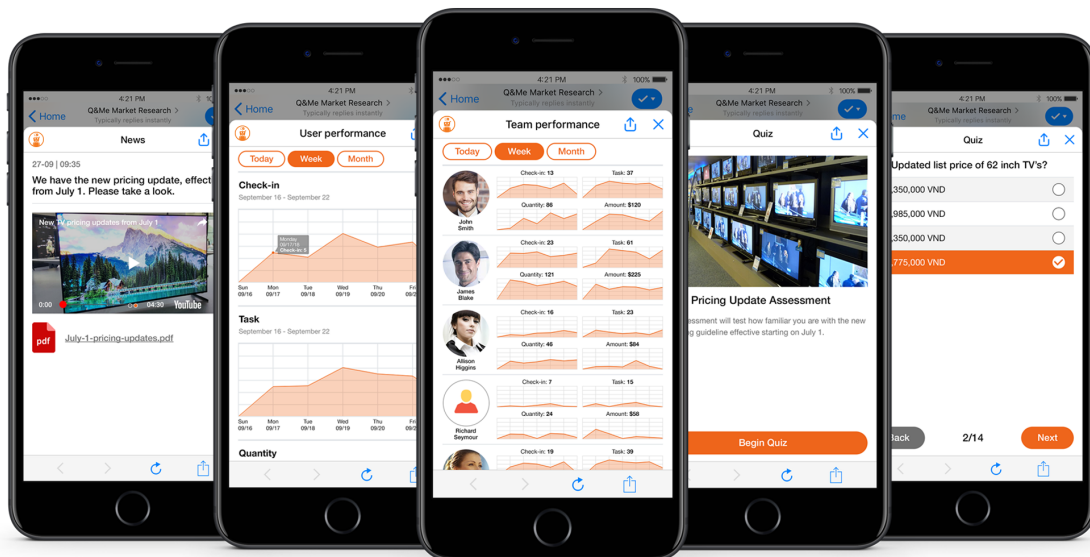 4:21 PM
Home
Q&Me Market Research >
Typically replies instantly
News
27-09 | 09:35
We have the new pricing update, effect
from July 1. Please take a look.
New TV pricing updates from July 1
0:00
04:30
YouTube
pdf
July-1-pricing-updates.pdf
4:21 PM
Home
Q&Me Market Research >
Typically replies instantly
User performance
Today
Week
Month
Check-in
September 16 - September 22
Monday
09/17/18
Check-in: 5
Sun Mon Tue Wed Thu Fri
09/16 09/17 09/18 09/19 09/20
Task
September 16 - September 22
Sun Mon Tue Wed Thu Fri
09/16 09/17 09/18 09/19 09/20
Quantity
4:21 PM
100%
Home
Q&Me Market Research >
Typically replies instantly
Team performance
Today
Week
Month
Check-in: 13
Task: 37
Quantity: 86
Amount: $120
John
Smith
Check-in: 23
Task: 61
Quantity: 121
Amount: $225
James
Blake
Check-in: 16
Task: 23
Quantity: 46
Amount: $84
Allison
Higgins
Check-in: 7
Task: 15
Quantity: 24
Amount: $58
Richard
Seymour
Check-in: 19
Task: 39
4:21 PM
100%
Q&Me Market Research >
Typically replies instantly
Quiz
Pricing Update Assessment
essment will test how familiar you are with the new
g guideline effective starting on July 1.
Begin Quiz
4:21 PM
100%
Q&Me Market Research >
Typically replies instantly
Quiz
Updated list price of 62 inch TV's?
,350,000 VND
,985,000 VND
,350,000 VND
,775,000 VND
Back
2/14
Next